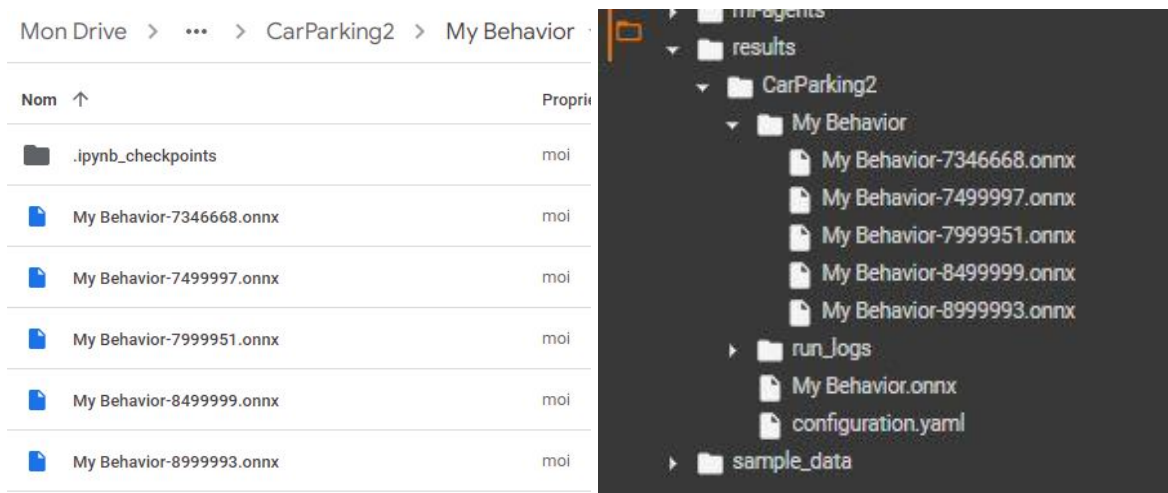 Mon Drive > ••• > CarParking2 > My Behavior
Nom ↑ Proprié
.ipynb_checkpoints moi
My Behavior-7346668.onnx moi
My Behavior-7499997.onnx moi
My Behavior-7999951.onnx moi
My Behavior-8499999.onnx moi
My Behavior-8999993.onnx moi
results
CarParking2
My Behavior
My Behavior-7346668.onnx
My Behavior-7499997.onnx
My Behavior-7999951.onnx
My Behavior-8499999.onnx
My Behavior-8999993.onnx
run_logs
My Behavior.onnx
configuration.yaml
sample_data